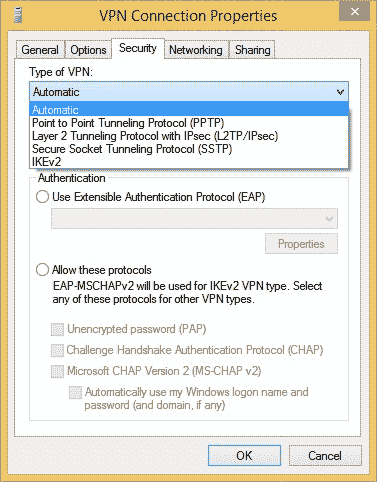 VPN Connection Properties
General Options Security Networking Sharing
Type of VPN:
Automatic
Automatic
Point to Point Tunneling Protocol (PPTP)
Layer 2 Tunneling Protocol with IPsec (L2TP/IPsec)
Secure Socket Tunneling Protocol (SSTP)
IKEv2
Authentication
Use Extensible Authentication Protocol (EAP)
Properties
Allow these protocols
EAP-MSCHAPv2 will be used for IKEv2 VPN type. Select
any of these protocols for other VPN types.
Unencrypted password (PAP)
Challenge Handshake Authentication Protocol (CHAP)
Microsoft CHAP Version 2 (MS-CHAP v2)
Automatically use my Windows logon name and
password (and domain, if any)
OK Cancel